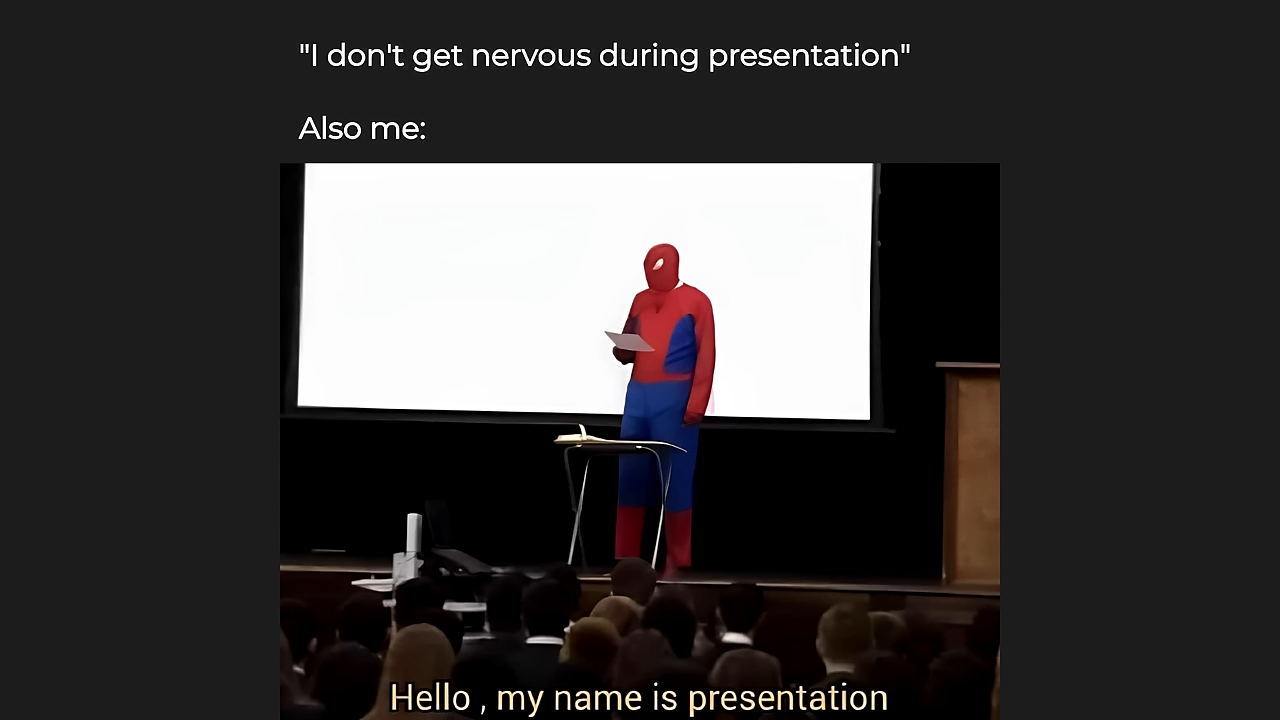 "I don't get nervous during presentation"
Also me:
Hello , my name is presentation